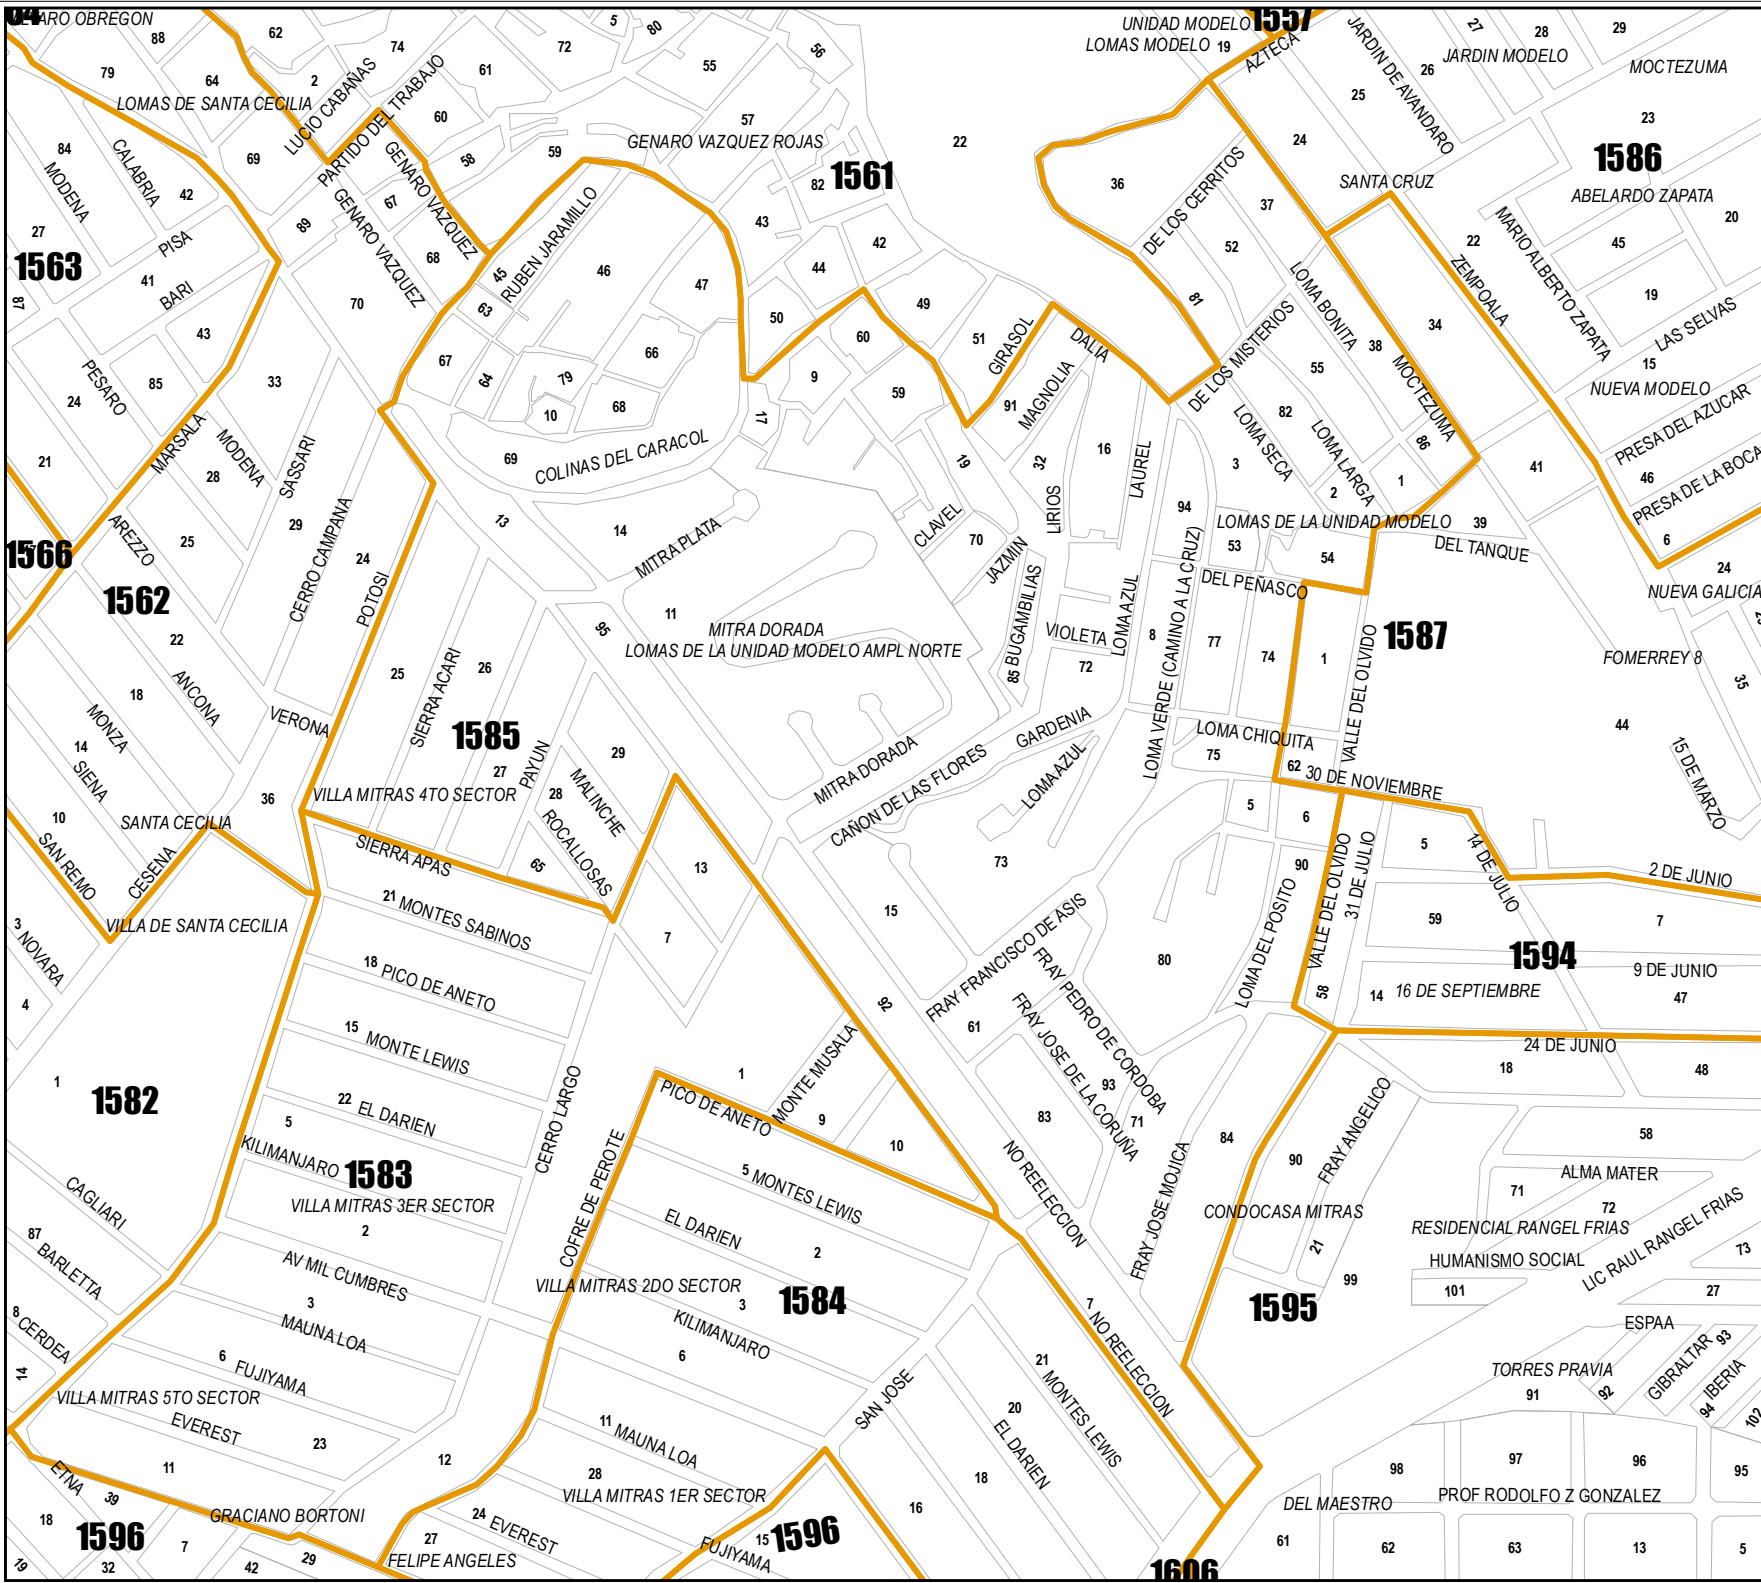 ALVARO OBREGON
88
62
74
5
80
72
56
UNIDAD MODELO
1557
LOMAS MODELO
19
AZTECA
JARDIN DE AVANDARO
27
28
29
JARDIN MODELO
26
MOCTEZUMA
79
64
2
LUCIO CABAÑAS
PARTIDO DEL TRABAJO
61
55
25
LOMAS DE SANTA CECILIA
60
57
23
84
MODENA
CALABRIA
69
GENARO VAZQUEZ
58
59
GENARO VAZQUEZ ROJAS
22
24
1586
42
82
1561
36
DE LOS CERRITOS
SANTA CRUZ
ABELARDO ZAPATA
27
PISA
89
GENARO VAZQUEZ
67
68
RUBEN JARAMILLO
43
37
20
1563
41
BARI
45
46
44
42
52
22
MARIO ALBERTO ZAPATA
45
ZEMPOALA
87
70
63
47
49
81
LOMA BONITA
19
43
50
60
51
GIRASOL
DALIA
DE LOS MISTERIOS
34
LAS SELVAS
PESARO
85
33
67
64
79
66
9
59
91
MAGNOLIA
55
38
MOCTEZUMA
15
NUEVA MODELO
24
10
68
17
82
PRESA DEL AZUCAR
MARSALA
MODENA
SASSARI
69
COLINAS DEL CARACOL
16
LAUREL
LOMA SECA
LOMA LARGA
86
21
28
19
32
3
1
41
46
PRESA DE LA BOCA
29
CERRO CAMPANA
13
14
MITRA PLATA
CLAVEL
LIRIOS
94
2
LOMAS DE LA UNIDAD MODELO
39
1566
AREZZO
25
24
70
JAZMIN
53
54
DEL TANQUE
6
1562
POTOSI
DEL PEÑASCO
24
NUEVA GALICIA
22
95
11
MITRA DORADA
LOMAS DE LA UNIDAD MODELO AMPL NORTE
85 BUGAMBILIAS
VIOLETA
LOMA AZUL
8
LOMA VERDE (CAMINO A LA CRUZ)
77
74
1
VALLE DEL OLVIDO
1587
FOMERREY 8
18
ANCONA
25
SIERRA ACARI
26
72
35
MONZA
VERONA
1585
GARDENIA
LOMA CHIQUITA
44
14
SIENA
27
PAYUN
29
MALINCHE
MITRA DORADA
CAÑON DE LAS FLORES
LOMA AZUL
75
62
30 DE NOVIEMBRE
15 DE MARZO
36
VILLA MITRAS 4TO SECTOR
28
ROCALLOSAS
5
6
10
SANTA CECILIA
SIERRA APAS
65
13
73
90
VALLE DEL OLVIDO
31 DE JULIO
5
14 DE JULIO
2 DE JUNIO
SAN REMO
CESENA
21 MONTES SABINOS
15
FRAY FRANCISCO DE ASIS
LOMA DEL POSITO
59
7
3
NOVARA
VILLA DE SANTA CECILIA
7
80
1594
18 PICO DE ANETO
FRAY PEDRO DE CORDOBA
9 DE JUNIO
4
92
58
14
16 DE SEPTIEMBRE
47
15
MONTE LEWIS
61
FRAY JOSE DE LA CORUÑA
24 DE JUNIO
1
1582
CERRO LARGO
1
MONTE MUSALA
93
18
48
22 EL DARIEN
PICO DE ANETO
9
83
71
FRAY ANGELICO
5
KILIMANJARO
1583
COFRE DE PEROTE
10
NO REELECCION
FRAY JOSE MOJICA
84
90
58
CAGLIARI
5 MONTES LEWIS
ALMA MATER
VILLA MITRAS 3ER SECTOR
71
87
BARLETTA
2
EL DARIEN
CONDOCASA MITRAS
72
RESIDENCIAL RANGEL FRIAS
AV MIL CUMBRES
2
21
HUMANISMO SOCIAL
LIC RAUL RANGEL FRIAS
73
VILLA MITRAS 2DO SECTOR
99
8
CERDEA
3
MAUNA LOA
3
1584
7
NO REELECCION
1595
101
27
KILIMANJARO
ESPAA
14
6
FUJIYAMA
6
21
MONTES LEWIS
GIBRALTAR
93
VILLA MITRAS 5TO SECTOR
SAN JOSE
TORRES PRAVIA
IBERIA
EVEREST
20
91
92
94
102
23
11 MAUNA LOA
EL DARIEN
11
12
28
18
98
97
96
95
ETNA
39
VILLA MITRAS 1ER SECTOR
DEL MAESTRO
PROF RODOLFO Z GONZALEZ
18
GRACIANO BORTONI
24
EVEREST
16
1596
7
27
15
1596
61
62
63
13
5
19
32
42
29
FELIPE ANGELES
FUJIYAMA
1606